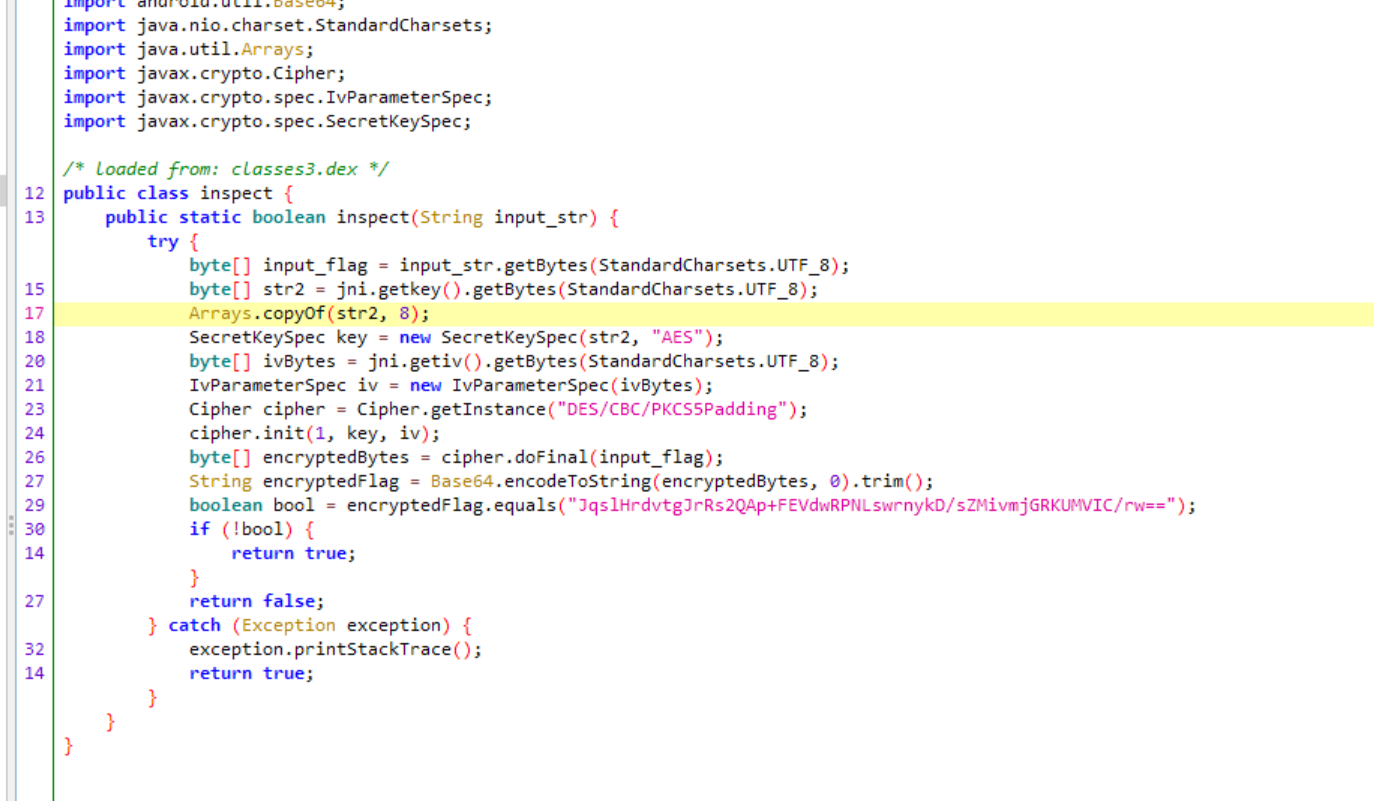 import android.util.Base64;
import java.nio.charset.StandardCharsets;
import java.util.Arrays;
import javax.crypto.Cipher;
import javax.crypto.spec.IvParameterSpec;
import javax.crypto.spec.SecretKeySpec;
/* loaded from: classes3.dex */
12 public class inspect {
13 public static boolean inspect(String input_str) {
try {
byte[] input_flag = input_str.getBytes(StandardCharsets.UTF_8);
15 byte[] str2 = jni.getkey().getBytes(StandardCharsets.UTF_8);
17 Arrays.copyOf(str2, 8);
18 SecretKeySpec key = new SecretKeySpec(str2, "AES");
20 byte[] ivBytes = jni.getiv().getBytes(StandardCharsets.UTF_8);
21 IvParameterSpec iv = new IvParameterSpec(ivBytes);
23 Cipher cipher = Cipher.getInstance("DES/CBC/PKCS5Padding");
24 cipher.init(1, key, iv);
26 byte[] encryptedBytes = cipher.doFinal(input_flag);
27 String encryptedFlag = Base64.encodeToString(encryptedBytes, 0).trim();
29 boolean bool = encryptedFlag.equals("JqslHrdvtgJrRs2QAp+FEVdwRPNLswrnykD/sZMivmjGRKUMVIC/rw==");
30 if (!bool) {
14 return true;
}
27 return false;
} catch (Exception exception) {
32 exception.printStackTrace();
14 return true;
}
}
}